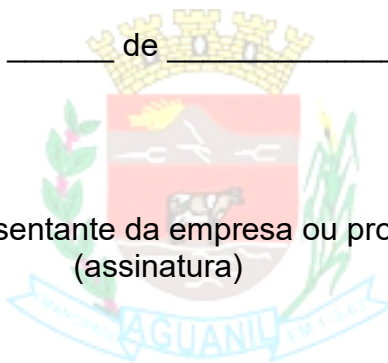 ______ de ____________
sentante da empresa ou pro
(assinatura)
AGUANIL